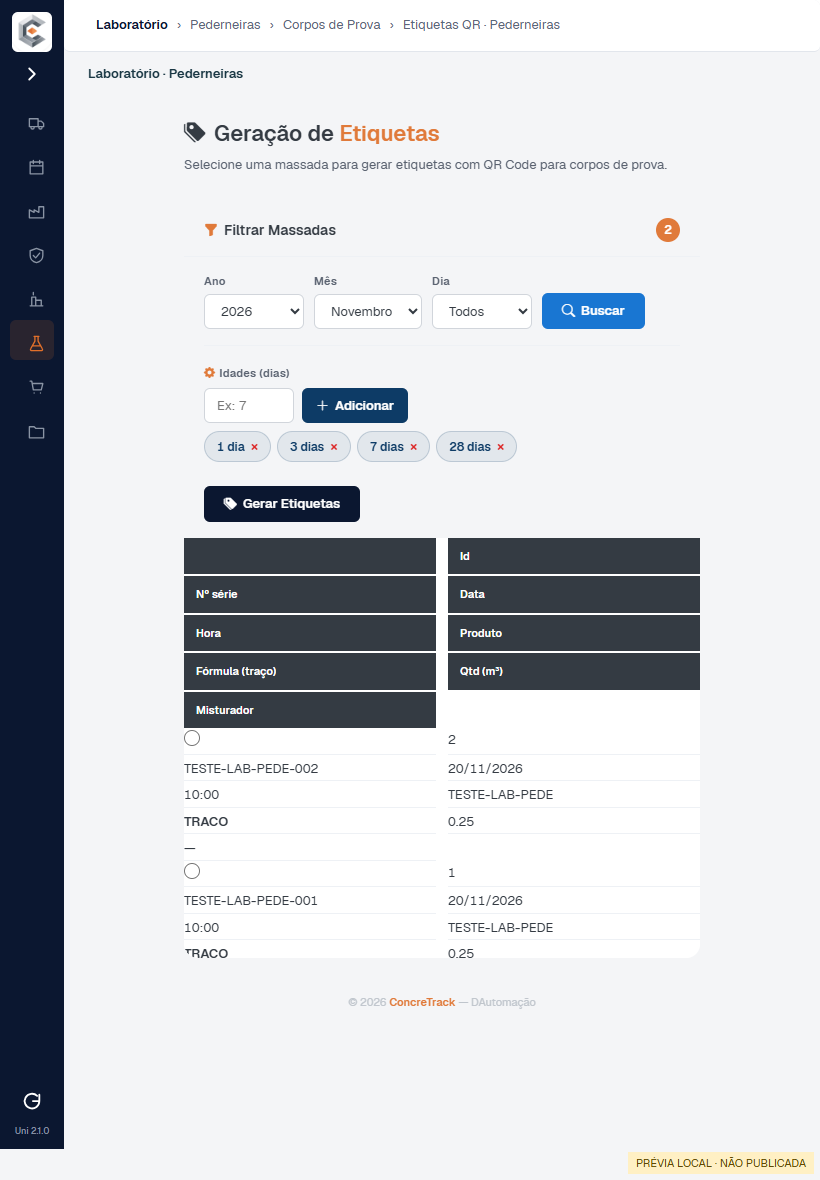 Laboratório › Pederneiras › Corpos de Prova › Etiquetas QR · Pederneiras
Laboratório · Pederneiras
Geração de Etiquetas
Selecione uma massada para gerar etiquetas com QR Code para corpos de prova.
Filtrar Massadas 2
Ano Mês Dia
2026 Novembro Todos Buscar
Idades (dias)
Ex: 7 + Adicionar
1 dia × 3 dias × 7 dias × 28 dias ×
Gerar Etiquetas
Id
Nº série Data
Hora Produto
Fórmula (traço) Qtd (m³)
Misturador
2
TESTE-LAB-PEDE-002 20/11/2026
10:00 TESTE-LAB-PEDE
TRACO 0.25
—
1
TESTE-LAB-PEDE-001 20/11/2026
10:00 TESTE-LAB-PEDE
TRACO 0.25
© 2026 ConcreTrack — DAutomação
Uni 2.1.0
PRÉVIA LOCAL · NÃO PUBLICADA